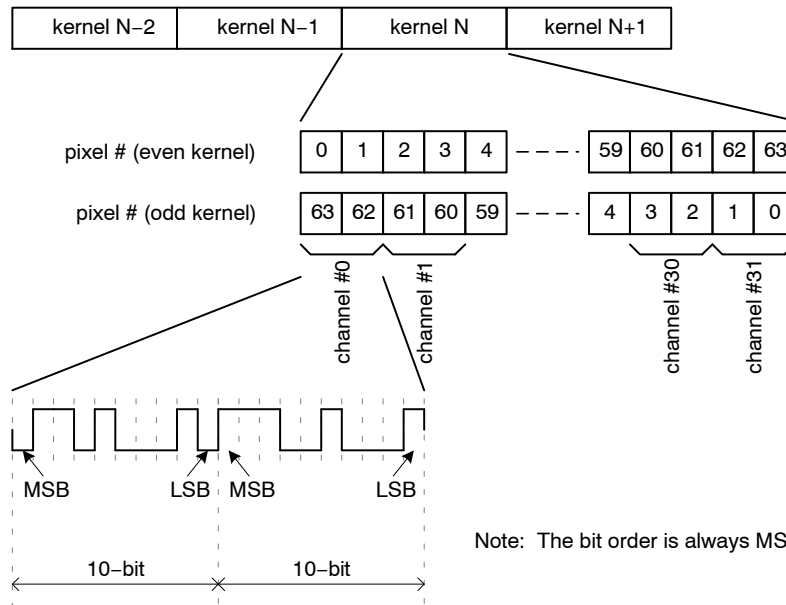 kernel N−2 kernel N−1 kernel N kernel N+1
pixel # (even kernel) 0 1 2 3 4 59 60 61 62 63
pixel # (odd kernel) 63 62 61 60 59 4 3 2 1 0
channel #0 channel #1 channel #30 channel #31
MSB LSB MSB LSB
Note: The bit order is always MS
10−bit 10−bit